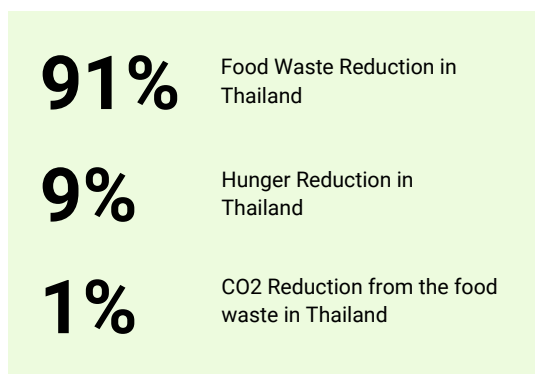 91%
Food Waste Reduction in
Thailand
9%
Hunger Reduction in
Thailand
1%
CO2 Reduction from the food
waste in Thailand